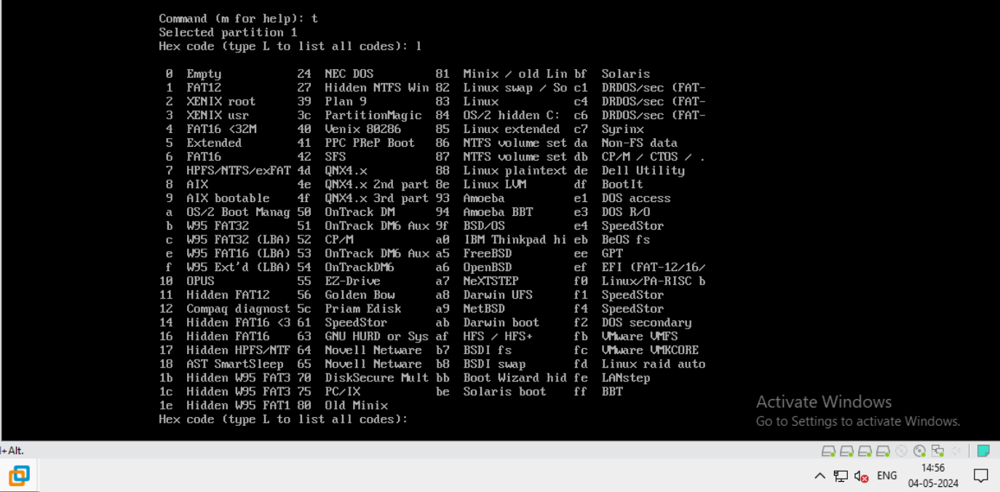 Command (m for help): t
Selected partition 1
Hex code (type L to list all codes): l
0 Empty 24 NEC DOS 81 Minix / old Lin bf Solaris
1 FAT12 27 Hidden NTFS Win 82 Linux swap / So c1 DRDOS/sec (FAT-
2 XENIX root 39 Plan 9 83 Linux c4 DRDOS/sec (FAT-
3 XENIX usr 3c PartitionMagic 84 OS/2 hidden C: c6 DRDOS/sec (FAT-
4 FAT16 <32M 40 Venix 80286 85 Linux extended c7 Syrinx
5 Extended 41 PPC PReP Boot 86 NTFS volume set da Non-FS data
6 FAT16 42 SFS 87 NTFS volume set db CP/M / CTOS / .
7 HPFS/NTFS/exFAT 4d QNX4.x 88 Linux plaintext de Dell Utility
8 AIX 4e QNX4.x 2nd part 8e Linux LVM df BootIt
9 AIX bootable 4f QNX4.x 3rd part 93 Amoeba e1 DOS access
a OS/2 Boot Manag 50 OnTrack DM 94 Amoeba BBT e3 DOS R/O
b W95 FAT32 51 OnTrack DM6 Aux 9f BSD/OS e4 SpeedStor
c W95 FAT32 (LBA) 52 CP/M a0 IBM Thinkpad hi eb BeOS fs
e W95 FAT16 (LBA) 53 OnTrack DM6 Aux a5 FreeBSD ee GPT
f W95 Ext'd (LBA) 54 OnTrackDM6 a6 OpenBSD ef EFI (FAT-12/16/
10 OPUS 55 EZ-Drive a7 NeXTSTEP f0 Linux/PA-RISC b
11 Hidden FAT12 56 Golden Bow a8 Darwin UFS f1 SpeedStor
12 Compaq diagnost 5c Priam Edisk a9 NetBSD f4 SpeedStor
14 Hidden FAT16 <3 61 SpeedStor ab Darwin boot f2 DOS secondary
16 Hidden FAT16 63 GNU HURD or Sys af HFS / HFS+ fb VMware VMFS
17 Hidden HPFS/NTF 64 Novell Netware b7 BSDI fs fc VMware VMKCORE
18 AST SmartSleep 65 Novell Netware b8 BSDI swap fd Linux raid auto
1b Hidden W95 FAT3 70 DiskSecure Mult bb Boot Wizard hid fe LANstep
1c Hidden W95 FAT3 75 PC/IX be Solaris boot ff BBT
1e Hidden W95 FAT1 80 Old Minix
Hex code (type L to list all codes):
Activate Windows
Go to Settings to activate Windows.
l+Alt.
ENG
14:56
04-05-2024